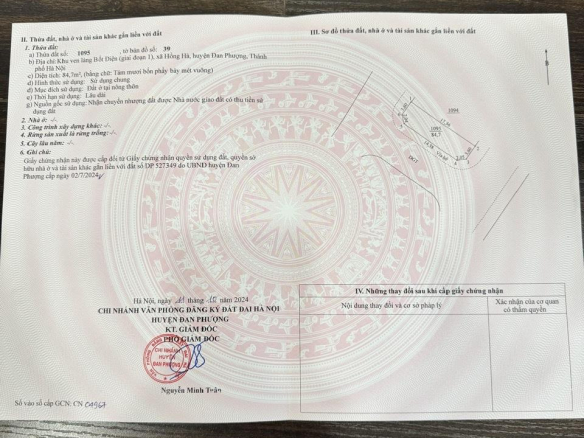 II. Thửa đất, nhà ở và tài sản khác gắn liền với đất
1. Thửa đất:
a) Thửa đất số: 1095 , tờ bản đồ số: 39
b) Địa chỉ: Khu ven làng Bốt Diện (giai đoạn 1), xã Hồng Hà, huyện Đan Phượng, Thành
phố Hà Nội
c) Diện tích: 84,7m², (bằng chữ: Tám mươi bốn phẩy bảy mét vuông)
d) Hình thức sử dụng: Sử dụng chung
đ) Mục đích sử dụng: Đất ở tại nông thôn
e) Thời hạn sử dụng: Lâu dài
g) Nguồn gốc sử dụng: Nhận chuyển nhượng đất được Nhà nước giao đất có thu tiền sử
dụng đất
2. Nhà ở: -/-
3. Công trình xây dựng khác: -/-
4. Rừng sản xuất là rừng trồng: -/-
5. Cây lâu năm: -/-
6. Ghi chú:
Giấy chứng nhận này được cấp đổi từ Giấy chứng nhận quyền sử dụng đất, quyền sở
hữu nhà ở và tài sản khác gắn liền với đất số DP 527349 do UBND huyện Đan
Phượng cấp ngày 02/7/2024
Hà Nội, ngày tháng năm 2024
CHI NHÁNH VĂN PHÒNG ĐĂNG KÝ ĐẤT ĐAI HÀ NỘI
HUYỆN ĐAN PHƯỢNG
KT. GIÁM ĐỐC
PHÓ GIÁM ĐỐC
CHI NHÁNH
HUYỆN
ĐAN PHƯỢNG
Nguyễn Minh Tuân
Số vào sổ cấp GCN: CN 04967
III. Sơ đồ thửa đất, nhà ở và tài sản khác gắn liền với đất
1094
1095
84,7
IV. Những thay đổi sau khi cấp giấy chứng nhận
Nội dung thay đổi và cơ sở pháp lý
Xác nhận của cơ quan
có thẩm quyền